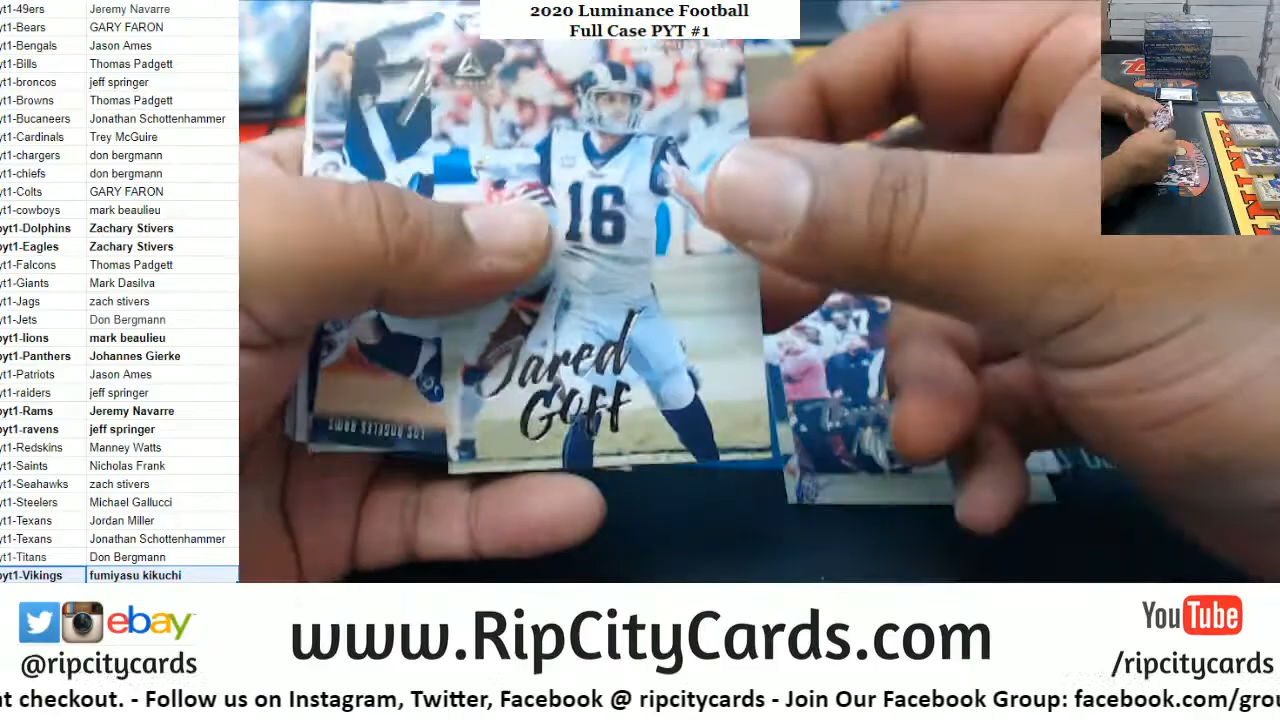 2020 Luminance Football
Full Case PYT #1
yt1-49ers Jeremy Navarre
yt1-Bears GARY FARON
yt1-Bengals Jason Ames
yt1-Bills Thomas Padgett
yt1-broncos jeff springer
yt1-Browns Thomas Padgett
yt1-Bucaneers Jonathan Schottenhammer
yt1-Cardinals Trey McGuire
yt1-chargers don bergmann
yt1-chiefs don bergmann
yt1-Colts GARY FARON
yt1-cowboys mark beaulieu
pyt1-Dolphins Zachary Stivers
pyt1-Eagles Zachary Stivers
yt1-Falcons Thomas Padgett
yt1-Giants Mark Dasilva
yt1-Jags zach stivers
yt1-Jets Don Bergmann
pyt1-lions mark beaulieu
pyt1-Panthers Johannes Gierke
yt1-Patriots Jason Ames
yt1-raiders jeff springer
pyt1-Rams Jeremy Navarre
pyt1-ravens jeff springer
yt1-Redskins Manney Watts
yt1-Saints Nicholas Frank
yt1-Seahawks zach stivers
yt1-Steelers Michael Gallucci
yt1-Texans Jordan Miller
yt1-Texans Jonathan Schottenhammer
yt1-Titans Don Bergmann
pyt1-Vikings fumiyasu kikuchi
16
Jared
Goff
LOS ANGELES RAMS
ebay
@ripcitycards
www.RipCityCards.com
YouTube
/ripcitycards
at checkout. - Follow us on Instagram, Twitter, Facebook @ ripcitycards - Join Our Facebook Group: facebook.com/grou